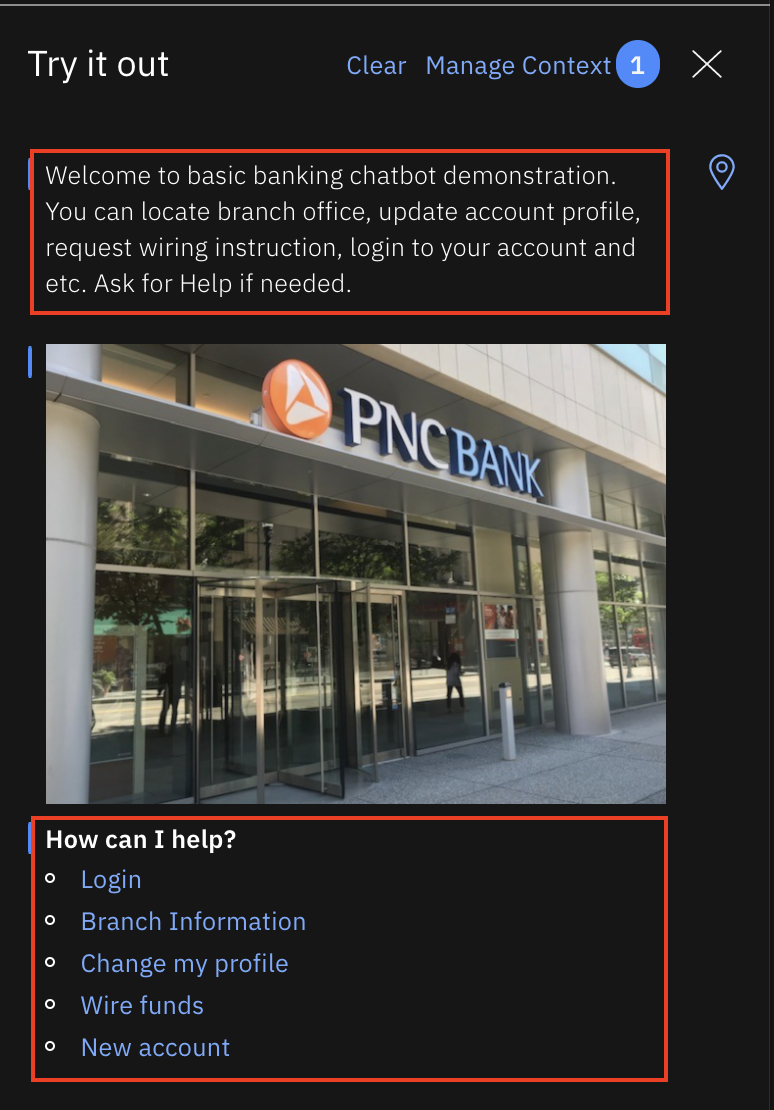 Try it out
Clear Manage Context 1
Welcome to basic banking chatbot demonstration.
You can locate branch office, update account profile,
request wiring instruction, login to your account and
etc. Ask for Help if needed.
PNC BANK
How can I help?
Login
Branch Information
Change my profile
Wire funds
New account